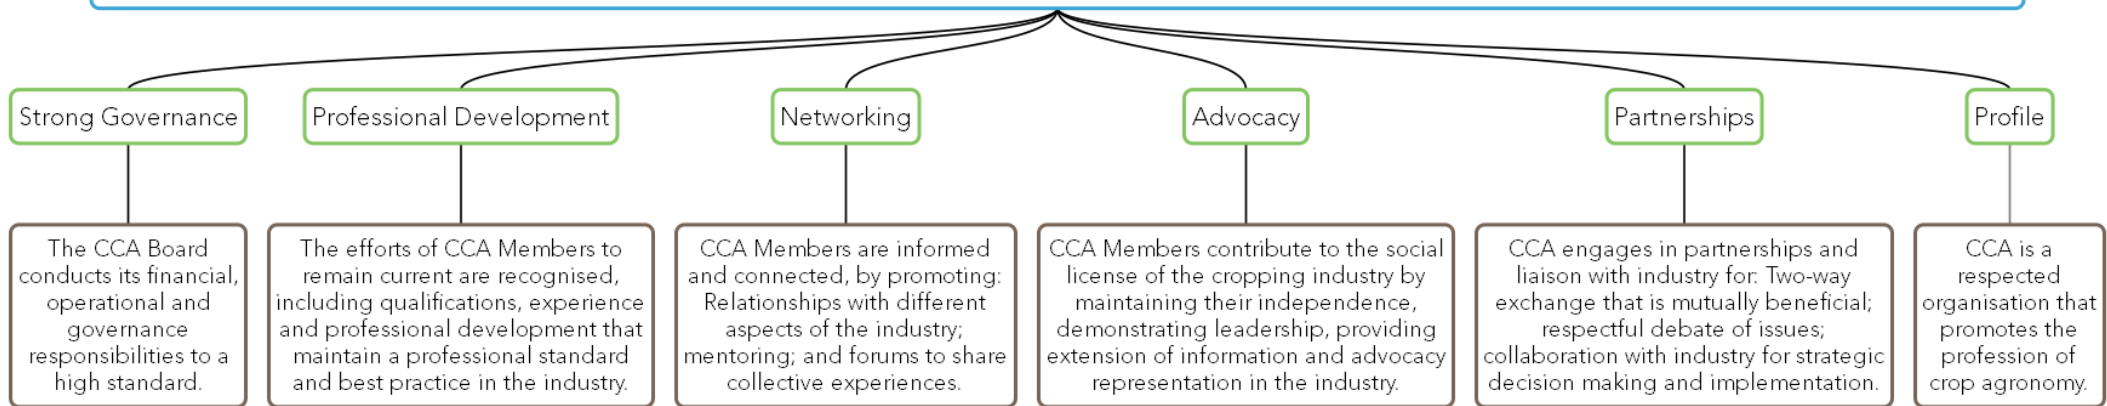 Strong Governance
Professional Development
Networking
Advocacy
Partnerships
Profile
The CCA Board
conducts its financial,
operational and
governance
responsibilities to a
high standard.
The efforts of CCA Members to
remain current are recognised,
including qualifications, experience
and professional development that
maintain a professional standard
and best practice in the industry.
CCA Members are informed
and connected, by promoting:
Relationships with different
aspects of the industry;
mentoring; and forums to share
collective experiences.
CCA Members contribute to the social
license of the cropping industry by
maintaining their independence,
demonstrating leadership, providing
extension of information and advocacy
representation in the industry.
CCA engages in partnerships and
liaison with industry for: Two-way
exchange that is mutually beneficial;
respectful debate of issues;
collaboration with industry for strategic
decision making and implementation.
CCA is a
respected
organisation that
promotes the
profession of
crop agronomy.